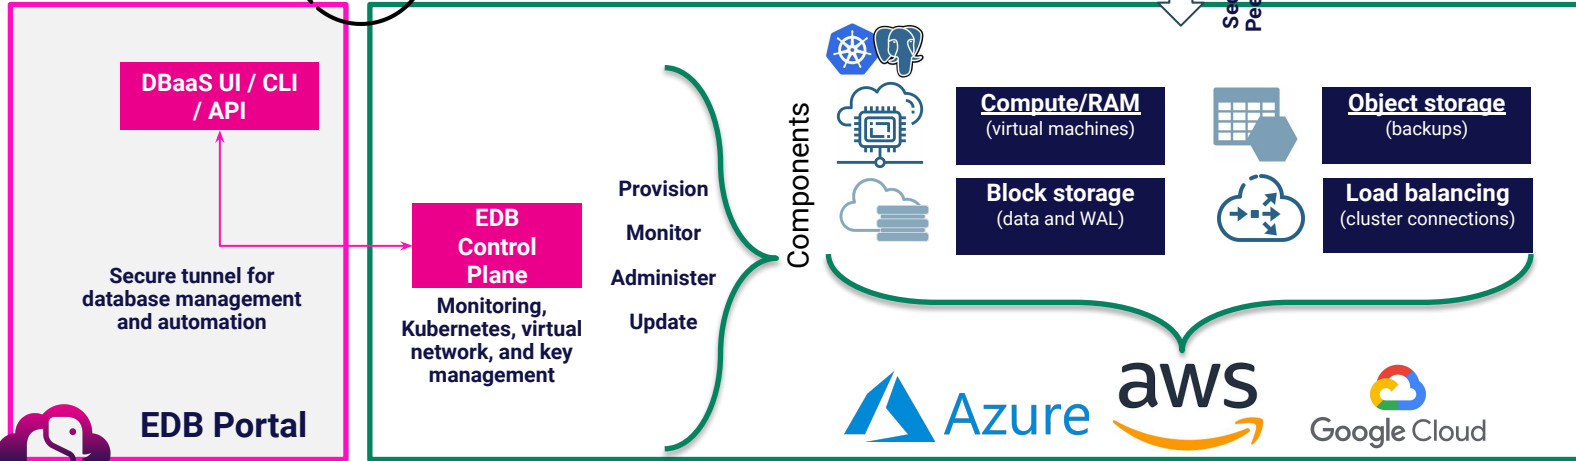 DBaaS UI / CLI
/ API
Secure tunnel for
database management
and automation
EDB Portal
EDB
Control
Plane
Monitoring,
Kubernetes, virtual
network, and key
management
Provision
Monitor
Administer
Update
Components
Compute/RAM
(virtual machines)
Object storage
(backups)
Block storage
(data and WAL)
Load balancing
(cluster connections)
Azure
aws
Google Cloud